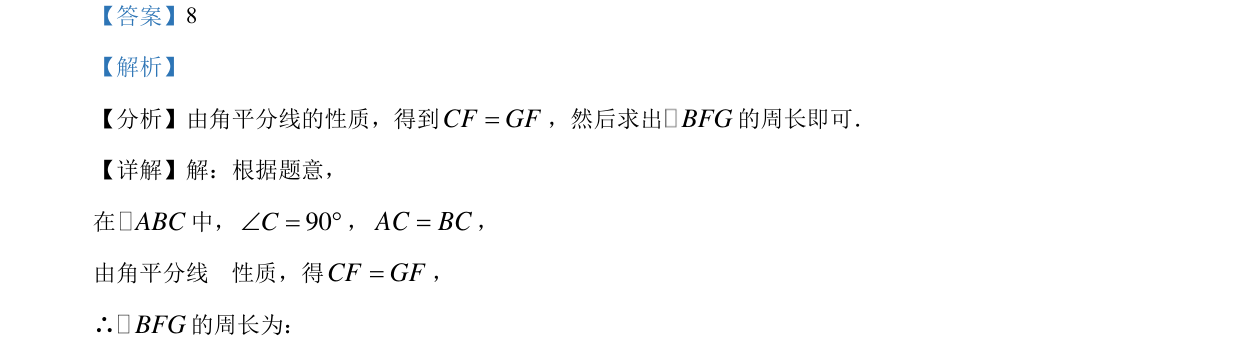 【答案】8
【解析】
【分析】由角平分线的性质，得到CF = GF，然后求出□BFG的周长即可．
【详解】解：根据题意，
在□ABC中，∠C = 90°，AC = BC，
由角平分线　性质，得CF = GF，
∴□BFG的周长为：